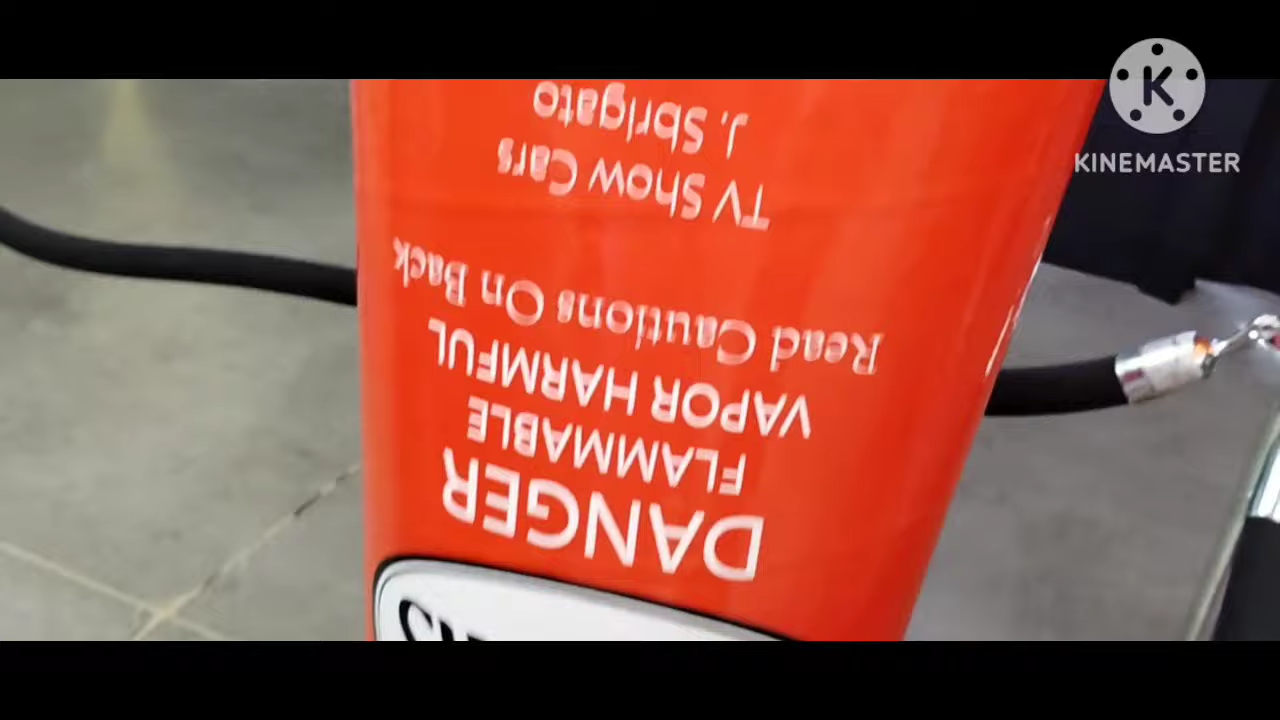 DANGER
FLAMMABLE
VAPOR HARMFUL
Read Cautions On Back
TV Show Cars
J. Sbrigato
KINEMASTER